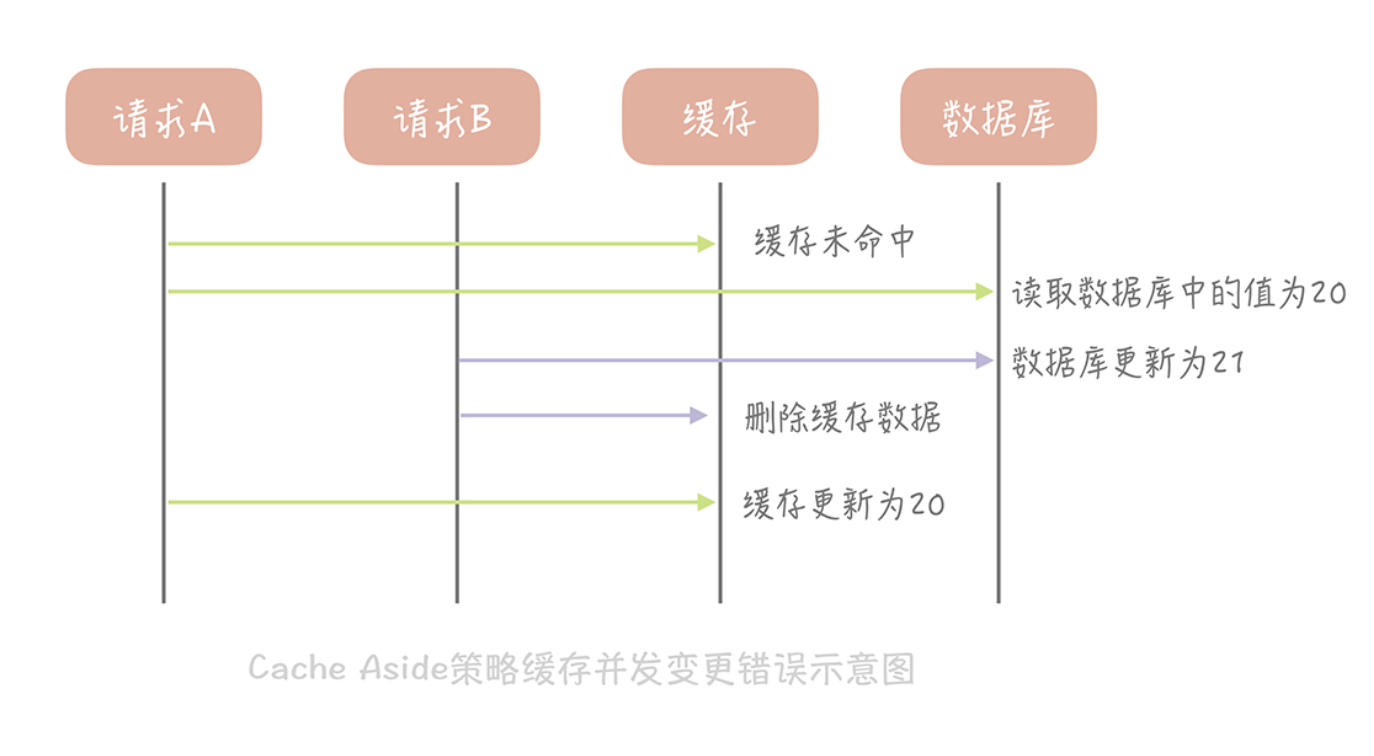 请求A
请求B
缓存
数据库
缓存未命中
读取数据库中的值为20
数据库更新为21
删除缓存数据
缓存更新为20
Cache Aside策略缓存并发变更错误示意图